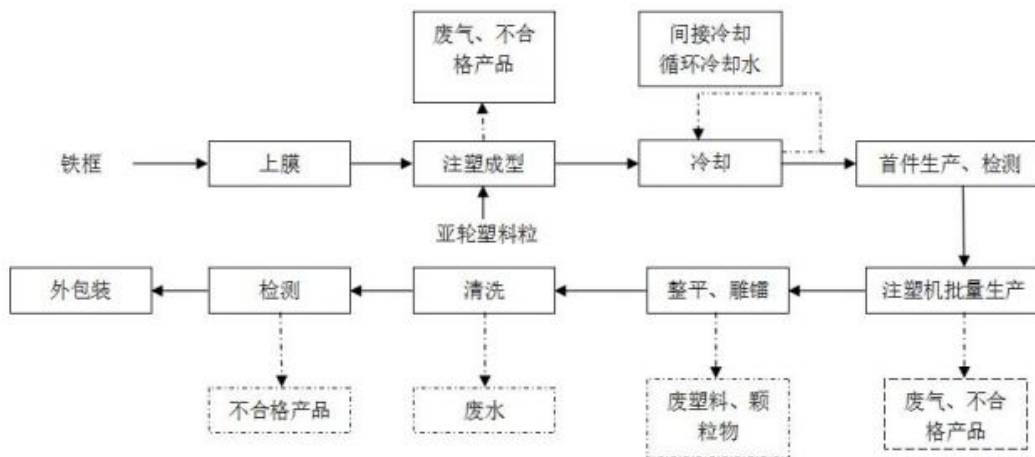 废气、不合
格产品
间接冷却
循环冷却水
铁框
上膜
注塑成型
冷却
首件生产、检测
亚轮塑料粒
外包装
检测
清洗
整平、雕镭
注塑机批量生产
不合格产品
废水
废塑料、颗
粒物
废气、不合
格产品